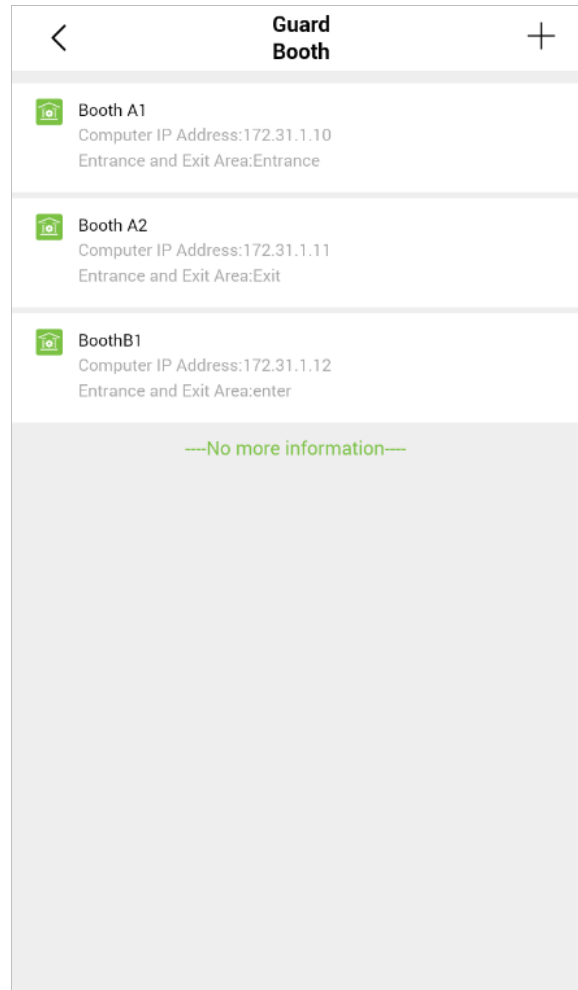 Guard
Booth
Booth A1
Computer IP Address:172.31.1.10
Entrance and Exit Area:Entrance
Booth A2
Computer IP Address:172.31.1.11
Entrance and Exit Area:Exit
BoothB1
Computer IP Address:172.31.1.12
Entrance and Exit Area:enter
----No more information----